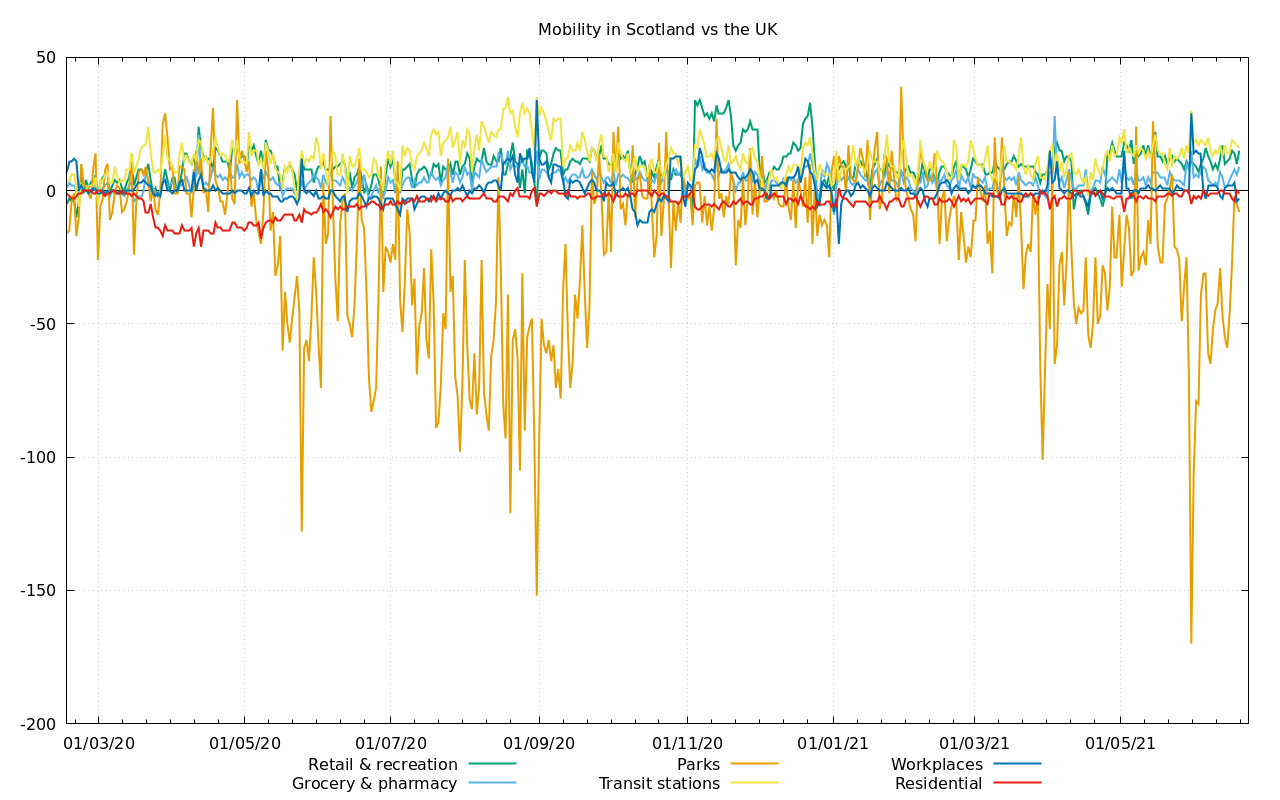 Mobility in Scotland vs the UK
50
0
-50
-100
-150
-200
01/03/20 01/05/20 01/07/20 01/09/20 01/11/20 01/01/21 01/03/21 01/05/21
Retail & recreation Parks Workplaces
Grocery & pharmacy Transit stations Residential